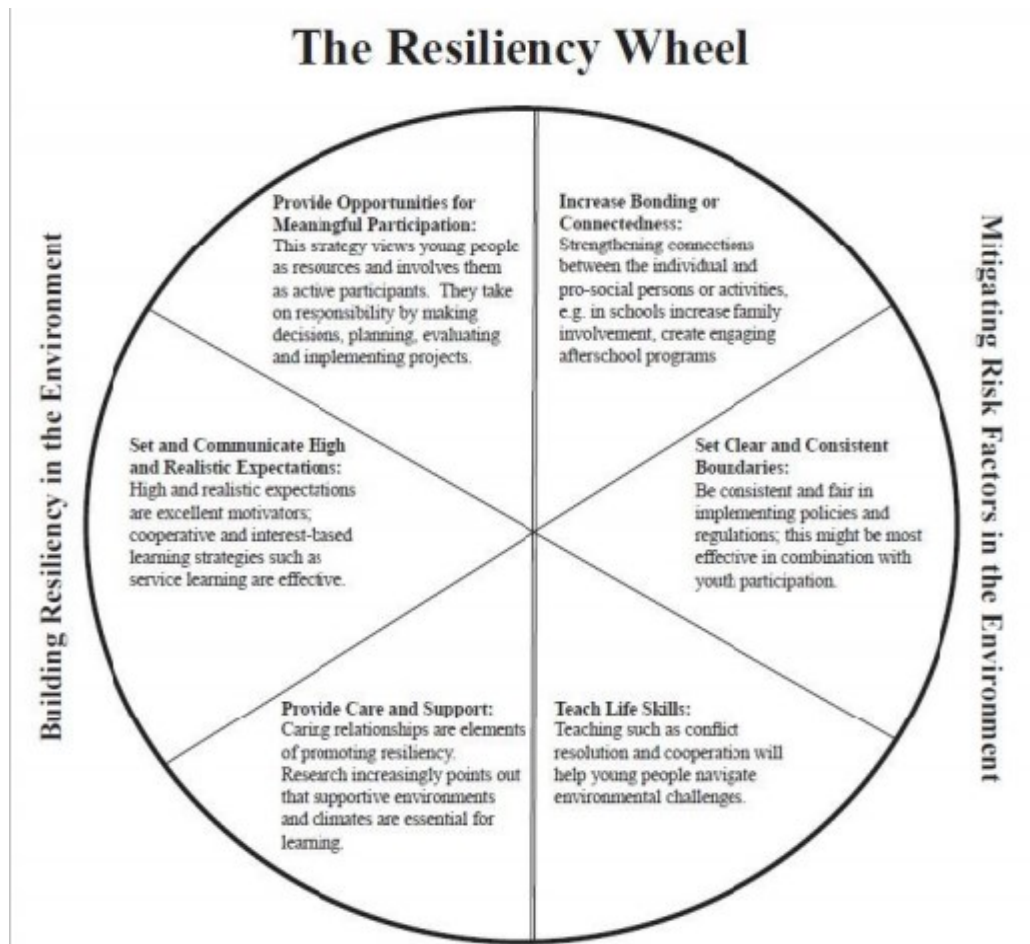 The Resiliency Wheel
Building Resiliency in the Environment
Provide Opportunities for
Meaningful Participation:
This srategy views young people
as resources and involves them
as active participants. They take
on responsibility by making
decisions, planning, evaluating
and implementing projects.
Increase Bonding or
Connectedness:
Strengthening connections
between the individual and
pro-social persons or activities,
e.g. in schools increase family
involvement, create engaging
afterschool programs
Set and Communicate High
and Realistic Expectations:
High and realistic expectations
are excellent motivators;
cooperative and interest-based
learning strategies such as
service learning are effective.
Set Clear and Consistent
Boundaries:
Be consistent and fair in
implementing policies and
regulations; this might be most
effective in combination with
youth participation.
Provide Care and Support:
Caring relationships are elements
of promoting resiliency.
Research increasingly points out
that supportive environments
and climates are essential for
learning.
Teach Life Skills:
Teaching such as conflict
resolution and cooperation will
help young people navigate
environmental challenges.
Mitigating Risk Factors in the Environment